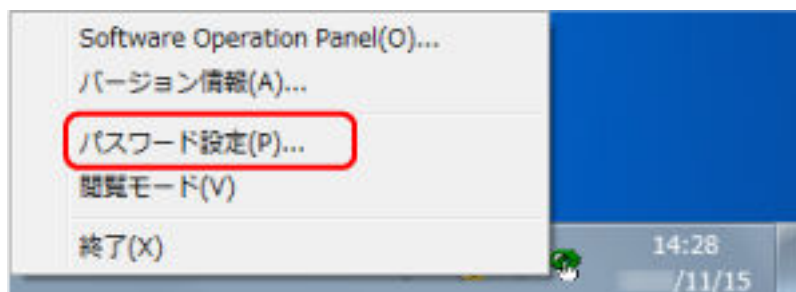 Software Operation Panel(O)...
バージョン情報(A)...
パスワード設定(P)...
閲覧モード(V)
終了(X)
14:28
/11/15